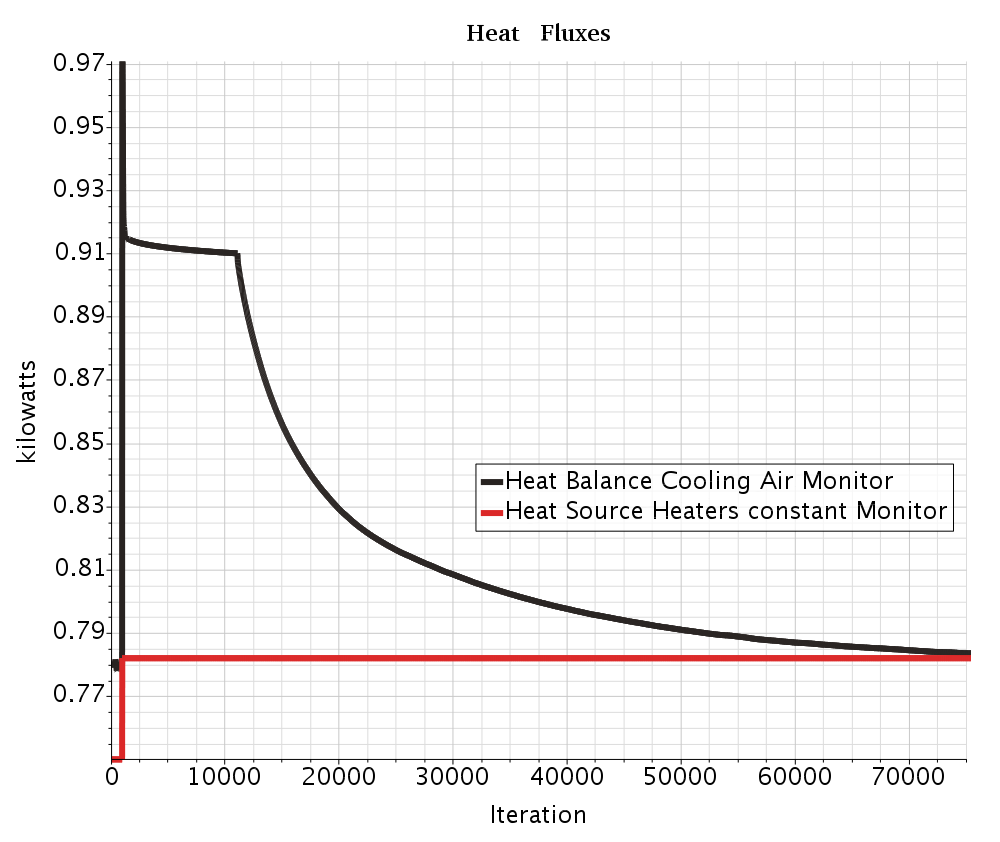 Heat Fluxes
0.97
0.95
0.93
0.91
0.89
0.87
0.85
0.83
0.81
0.79
0.77
kilowatts
Heat Balance Cooling Air Monitor
Heat Source Heaters constant Monitor
0 10000 20000 30000 40000 50000 60000 70000
Iteration